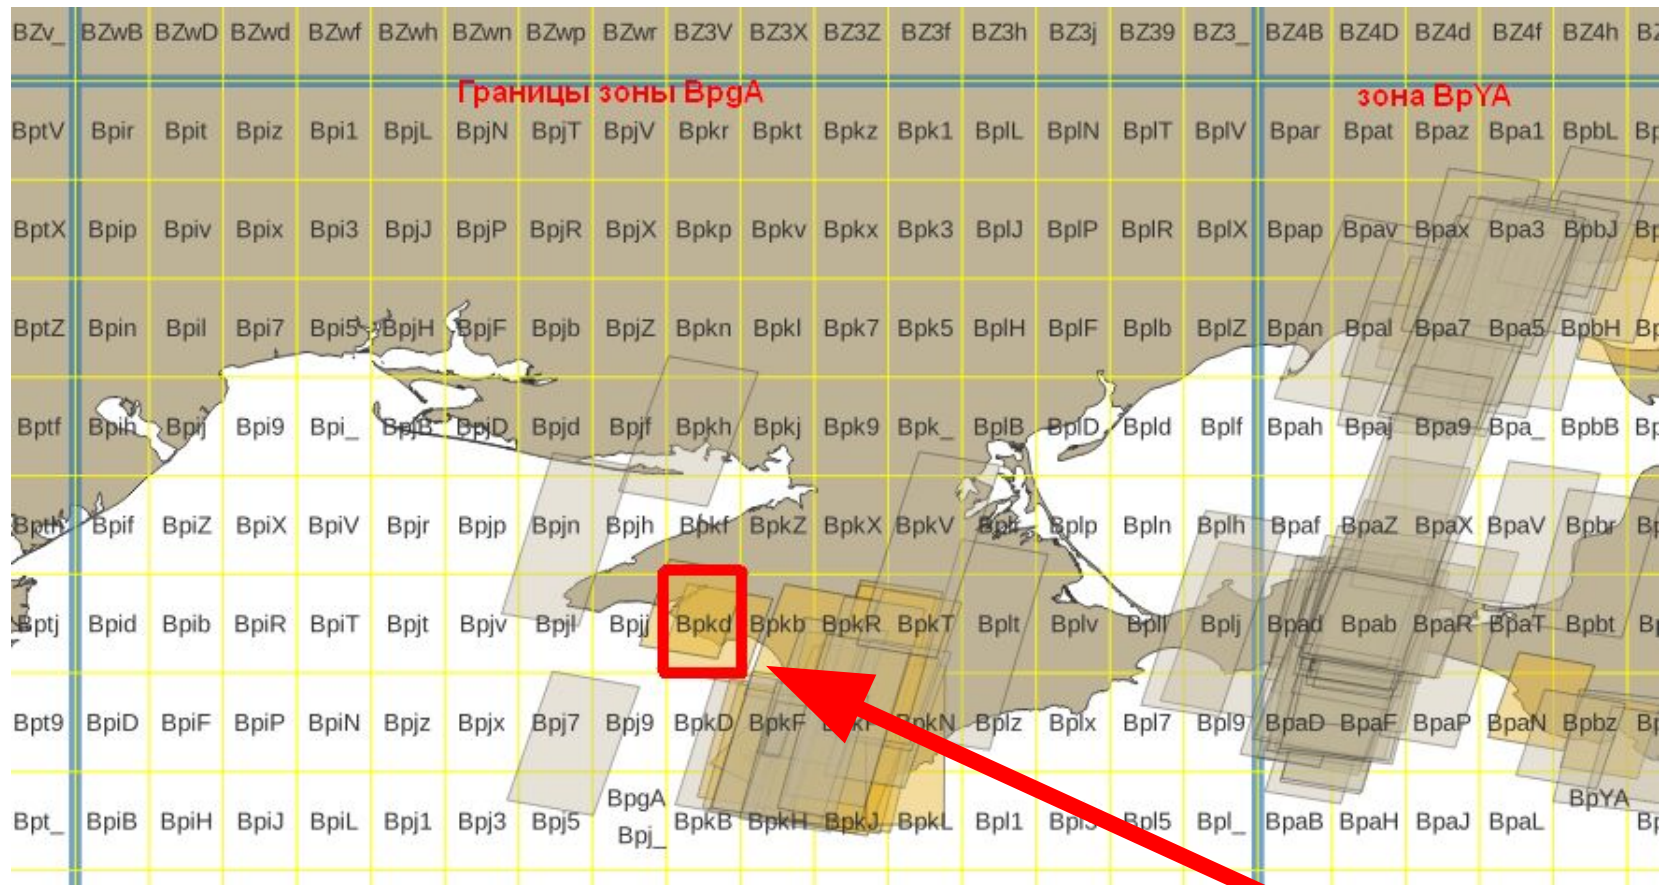 BZv_ BZwB BZwD BZwd BZwf BZwh BZwn BZwp BZwr BZ3V BZ3X BZ3Z BZ3f BZ3h BZ3j BZ39 BZ3_ BZ4B BZ4D BZ4d BZ4f BZ4h
Границы зоны BpgA зона BpYA
BptV Bpir Bpit Bpiz Bpi1 BpjL BpjN BpjT BpjV Bpkr Bpkt Bpkz Bpk1 BplL BplN BplT BplV Bpar Bpat Bpaz Bpa1 BpbL
BptX Bpip Bpiv Bpix Bpi3 BpjJ BpjP BpjR BpjX Bpkp Bpkv Bpkx Bpk3 BplJ BplP BplR BplX Bpap Bpav Bpax Bpa3 BpbJ
BptZ Bpin Bpil Bpi7 Bpi5 BpjH BpjF Bpjb BpjZ Bpkn Bpkl Bpk7 Bpk5 BplH BplF Bplb BplZ Bpan Bpal Bpa7 Bpa5 BpbH
Bptf Bpih Bpij Bpi9 Bpi_ BpjB BpjD Bpjd Bpjf Bpkh Bpkj Bpk9 Bpk_ BplB BplD Bpld Bplf Bpah Bpaj Bpa9 Bpa_ BpbB
Bpth Bpif BpiZ BpiX BpiV Bpjr Bpjp Bpjn Bpjh Bpkf BpkZ BpkX BpkV Bplr Bplp Bpln Bplh Bpaf BpaZ BpaX BpaV Bpbr
Bptj Bpid Bpib BpiR BpiT Bpjt Bpjv Bpjl Bpjj Bpkd Bpkb BpkR BpkT Bplt Bplv Bpll Bplj Bpad Bpab BpaR BpaT Bpbt
Bpt9 BpiD BpiF BpiP BpiN Bpjz Bpjx Bpj7 Bpj9 BpkD BpkF BpkN Bplz Bplx Bpl7 Bpl9 BpaD BpaF BpaP BpaN Bpbz
BpgA BpYA
Bpt_ BpiB BpiH BpiJ BpiL Bpj1 Bpj3 Bpj5 Bpj_ BpkB BpkH BpkJ BpkL Bpl1 Bpl5 Bpl_ BpaB BpaH BpaJ BpaL